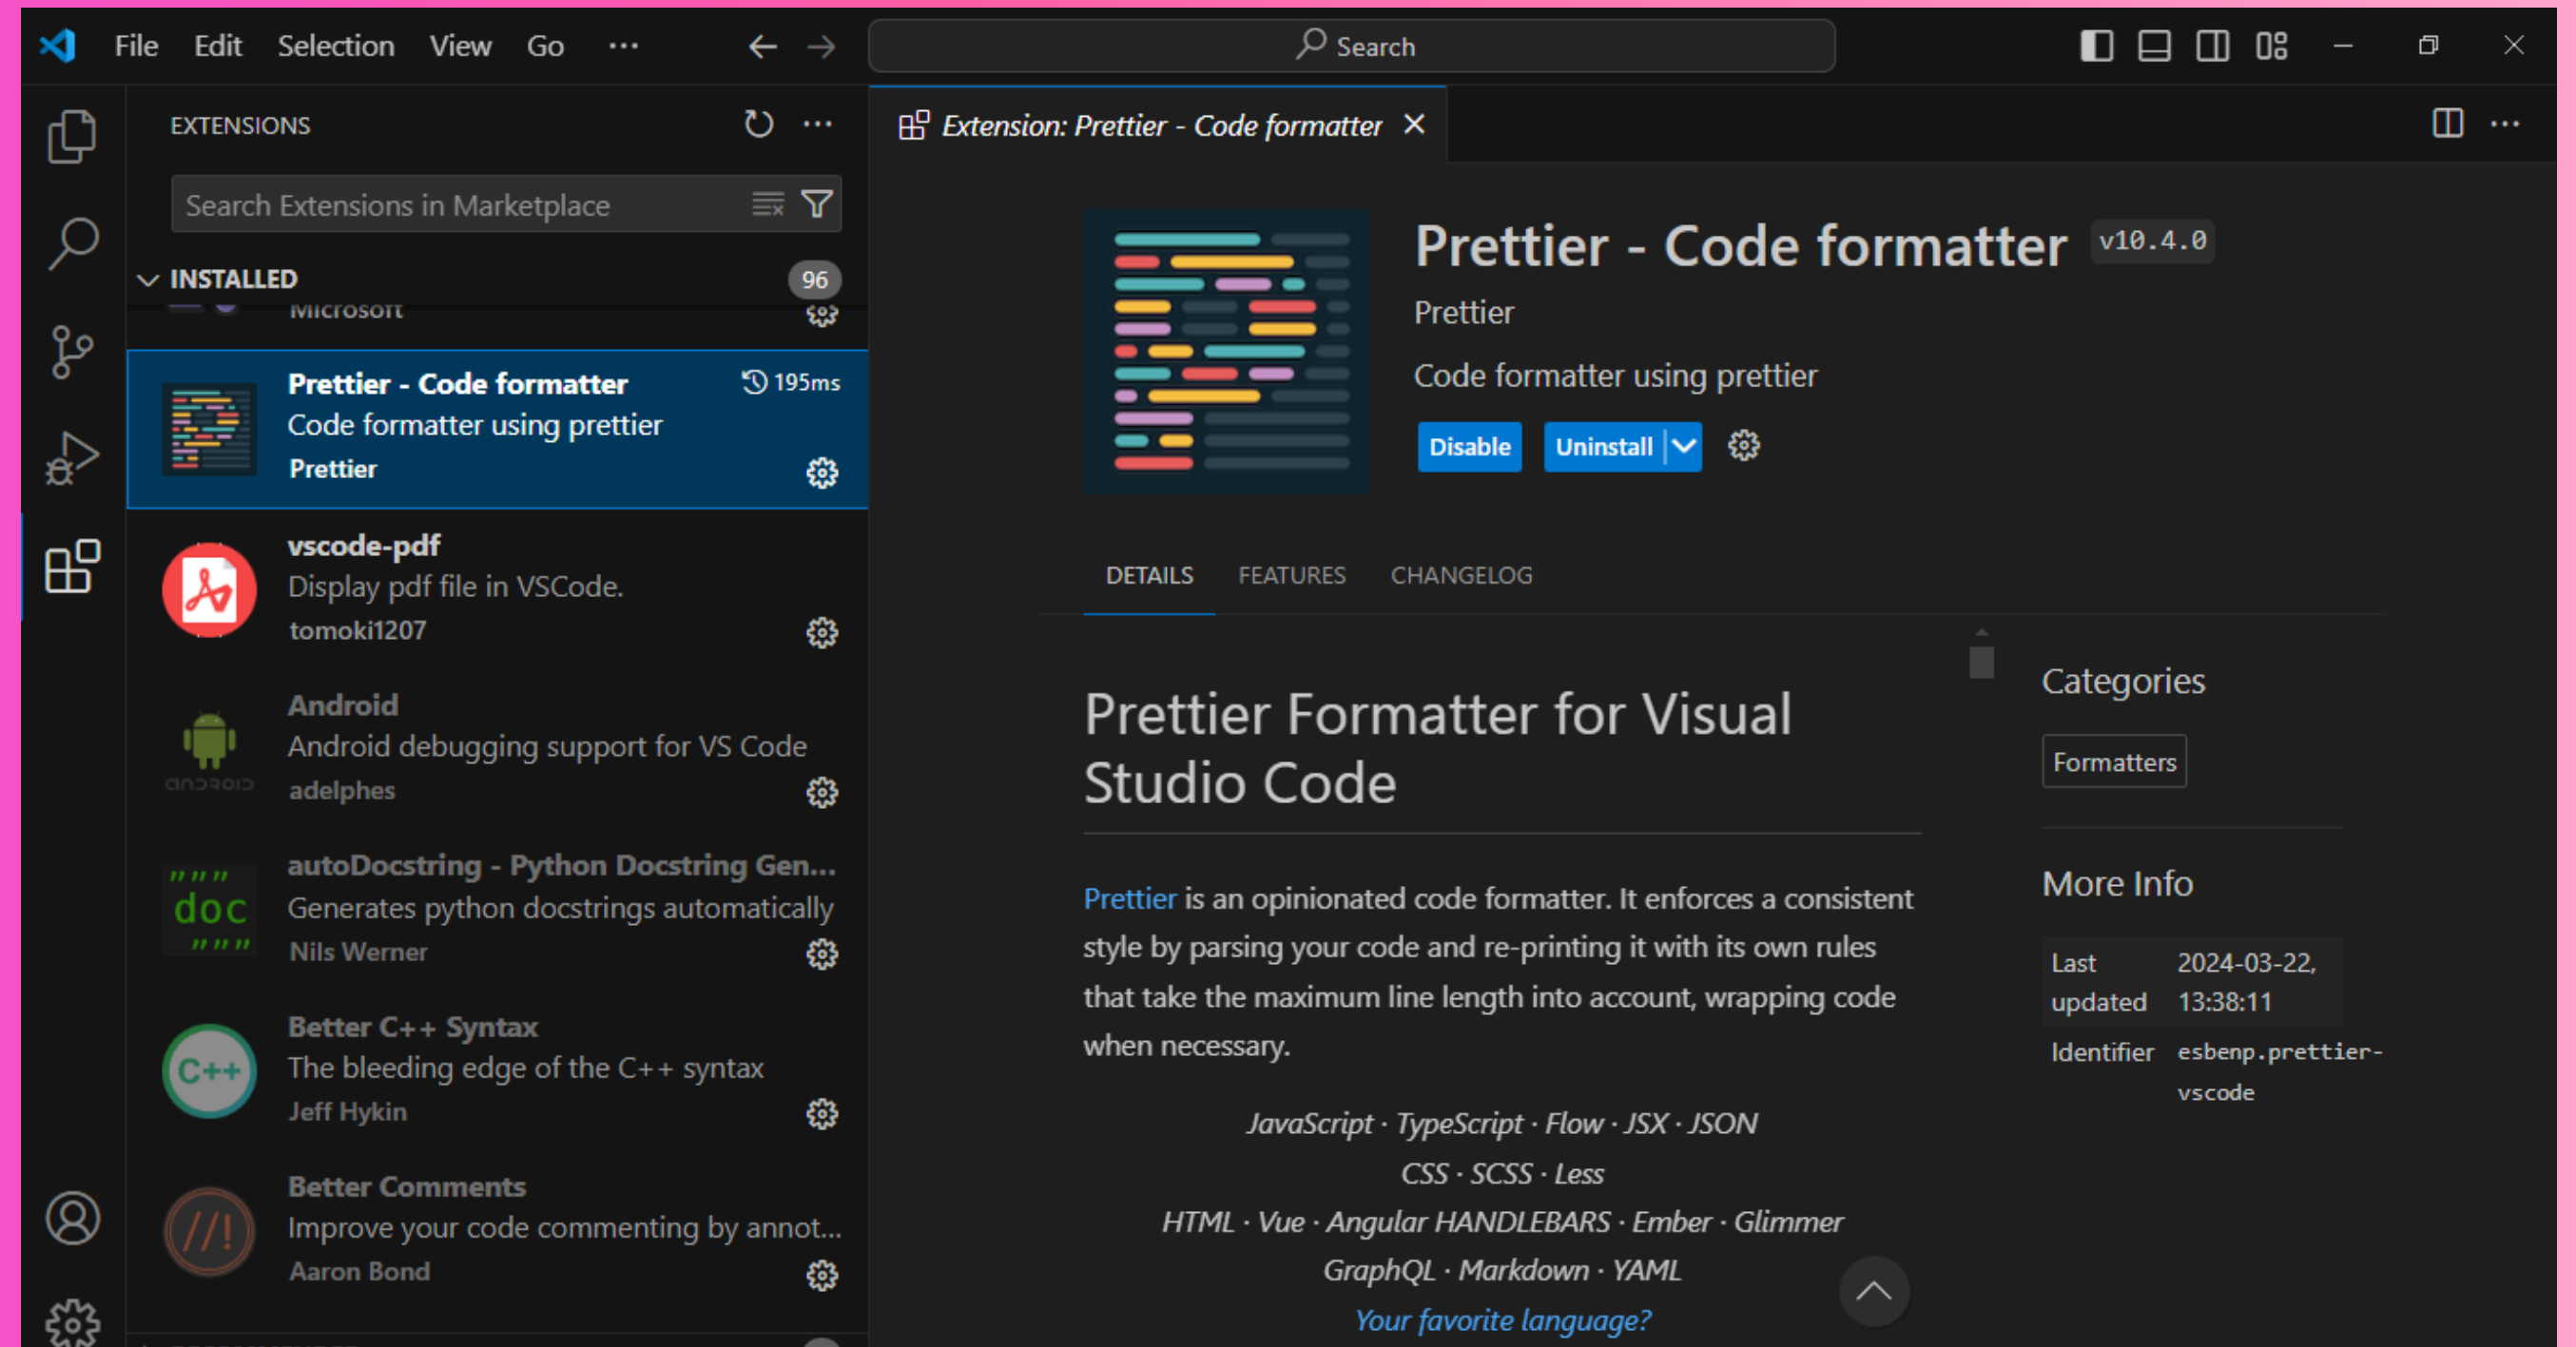 File Edit Selection View Go ··· Search
EXTENSIONS
Search Extensions in Marketplace
INSTALLED 96
Microsoft
Prettier - Code formatter 195ms
Code formatter using prettier
Prettier
vscode-pdf
Display pdf file in VSCode.
tomoki1207
Android
Android debugging support for VS Code
adelphes
ANDROID
autoDocstring - Python Docstring Gen...
Generates python docstrings automatically
Nils Werner
"""
doc
"""
Better C++ Syntax
The bleeding edge of the C++ syntax
Jeff Hykin
C++
Better Comments
Improve your code commenting by annot...
Aaron Bond
//!
Extension: Prettier - Code formatter
Prettier - Code formatter v10.4.0
Prettier
Code formatter using prettier
Disable Uninstall
DETAILS FEATURES CHANGELOG
Prettier Formatter for Visual
Studio Code
Prettier is an opinionated code formatter. It enforces a consistent
style by parsing your code and re-printing it with its own rules
that take the maximum line length into account, wrapping code
when necessary.
JavaScript · TypeScript · Flow · JSX · JSON
CSS · SCSS · Less
HTML · Vue · Angular HANDLEBARS · Ember · Glimmer
GraphQL · Markdown · YAML
Your favorite language?
Categories
Formatters
More Info
Last updated 2024-03-22, 13:38:11
Identifier esbenp.prettier-vscode